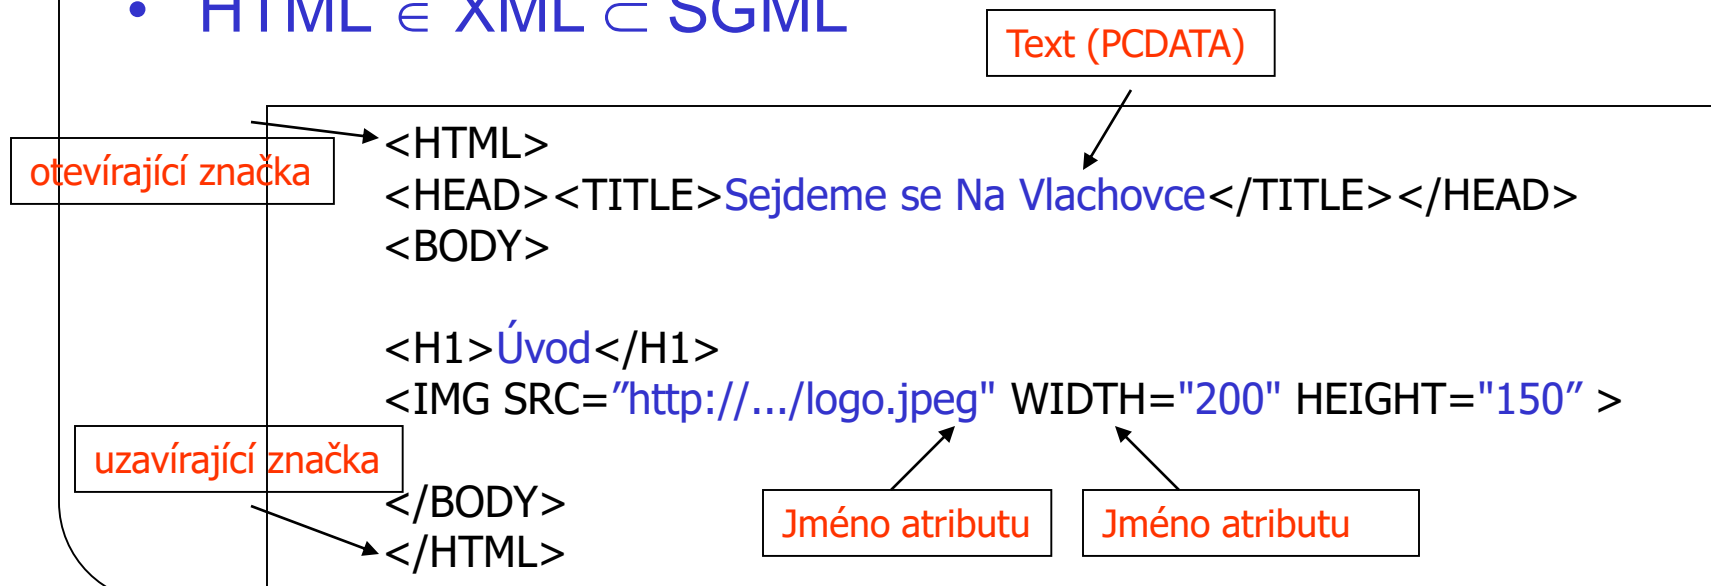 • HTML ∈ XML ⊂ SGML
Text (PCDATA)
<HTML>
otevírající značka
<HEAD><TITLE>Sejdeme se Na Vlachovce</TITLE></HEAD>
<BODY>
<H1>Úvod</H1>
<IMG SRC=″http://.../logo.jpeg" WIDTH="200" HEIGHT="150″ >
uzavírající značka
</BODY>
Jméno atributu
Jméno atributu
</HTML>